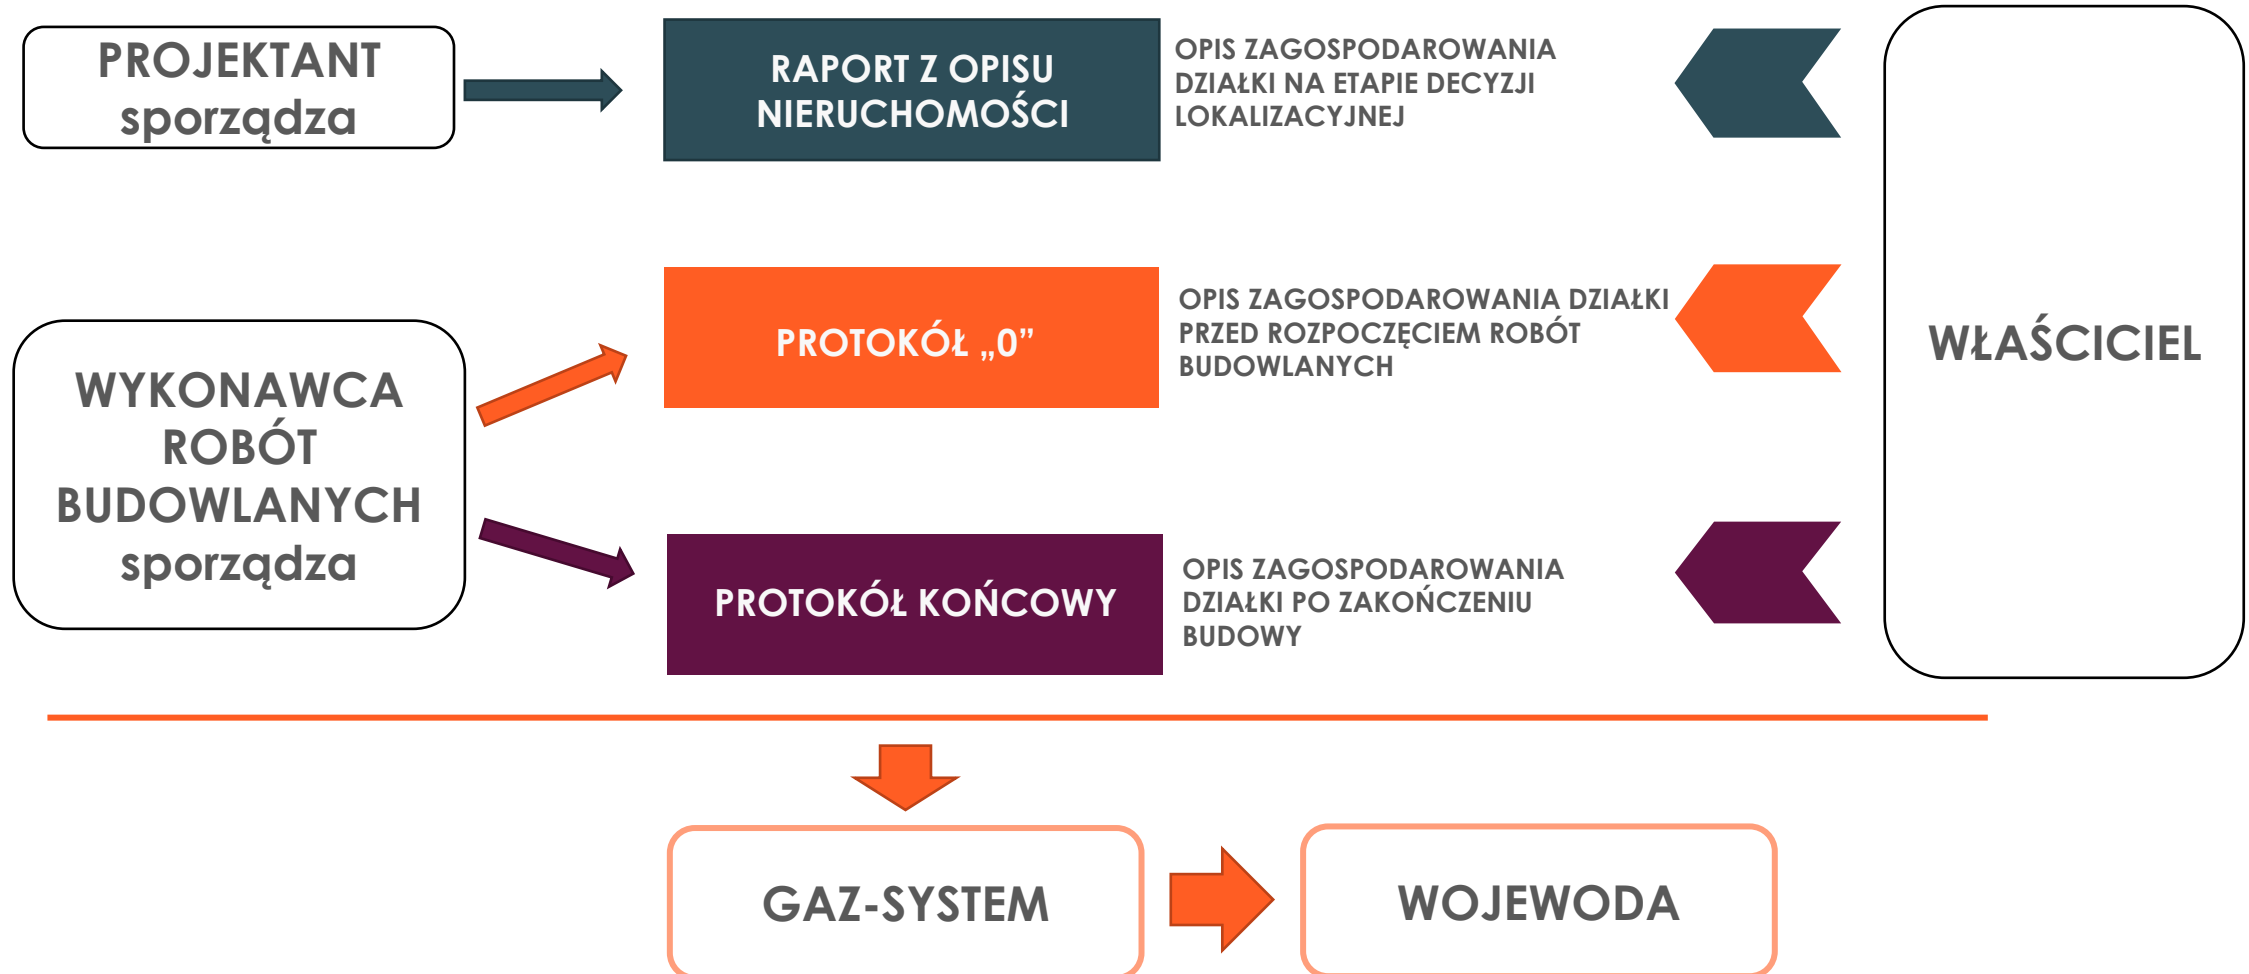 PROJEKTANT
sporządza
RAPORT Z OPISU
NIERUCHOMOŚCI
OPIS ZAGOSPODAROWANIA
DZIAŁKI NA ETAPIE DECYZJI
LOKALIZACYJNEJ
WYKONAWCA
ROBÓT
BUDOWLANYCH
sporządza
PROTOKÓŁ „0”
OPIS ZAGOSPODAROWANIA DZIAŁKI
PRZED ROZPOCZĘCIEM ROBÓT
BUDOWLANYCH
PROTOKÓŁ KOŃCOWY
OPIS ZAGOSPODAROWANIA
DZIAŁKI PO ZAKOŃCZENIU
BUDOWY
WŁAŚCICIEL
GAZ-SYSTEM
WOJEWODA